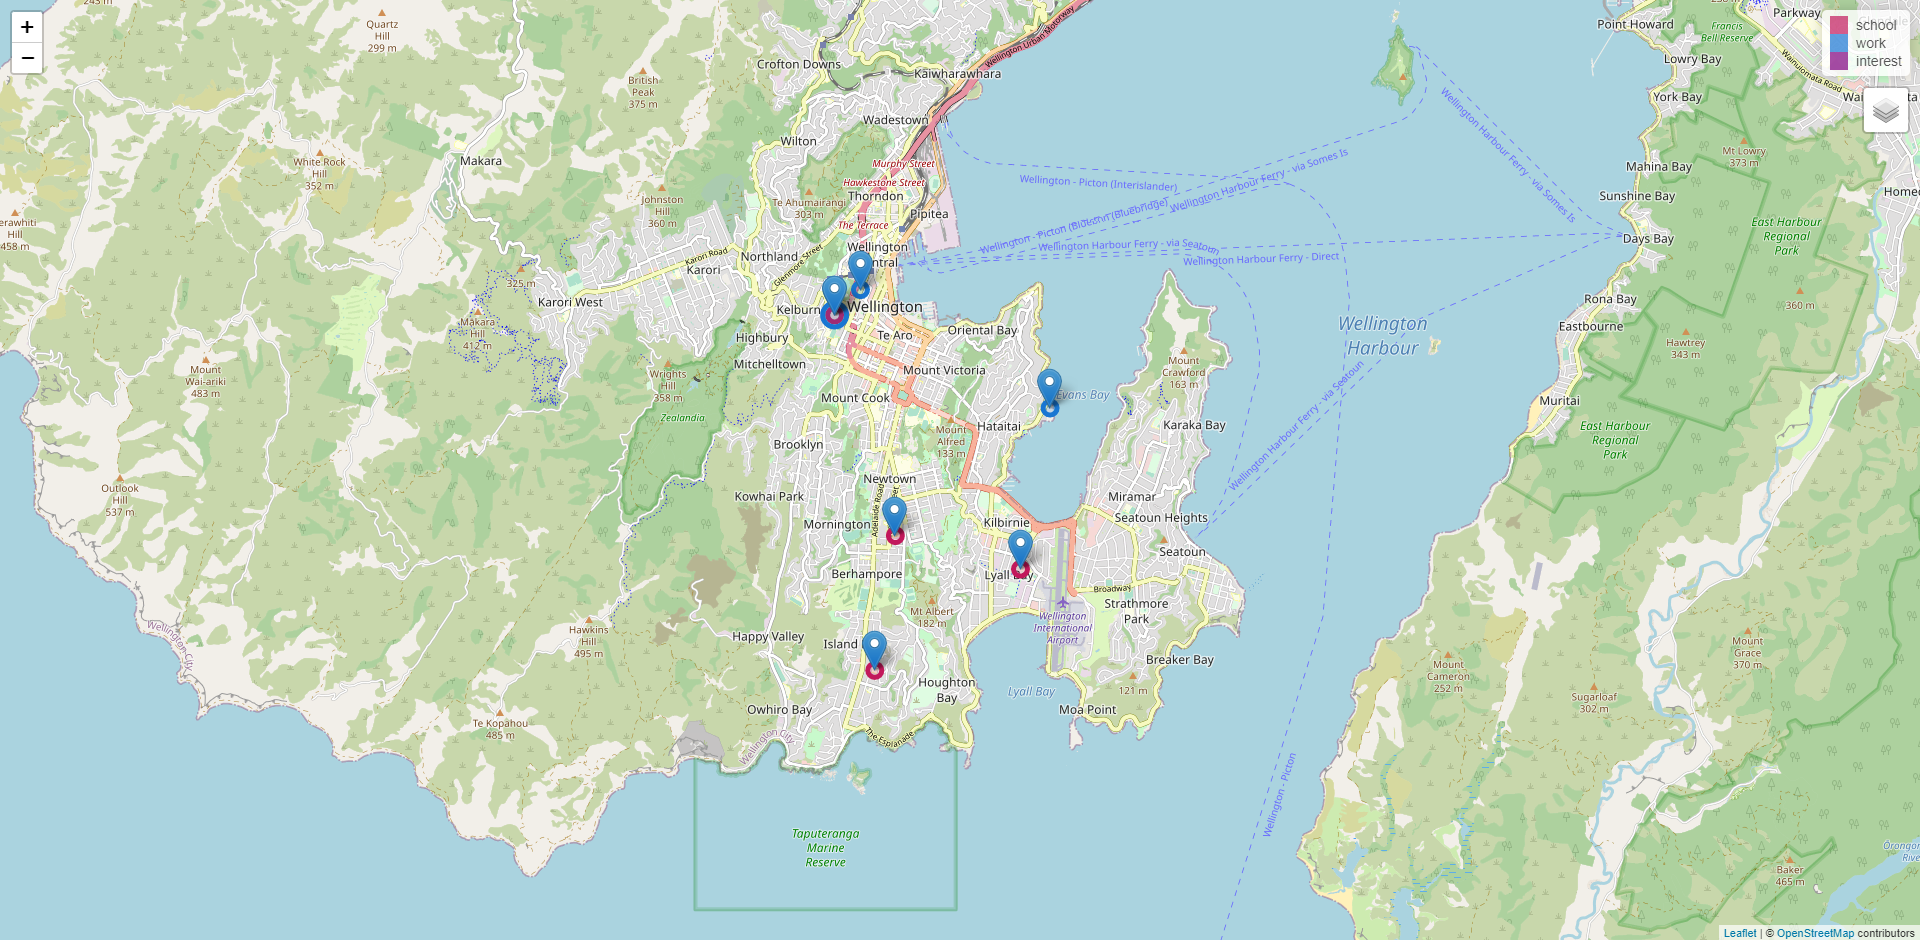 243 m
Quartz
Hill
299 m
+
−
British
Peak
375 m
Crofton Downs
Wellington Urban Motorway
Kaiwharawhara
Point Howard
Francis
Bell Reserve
Parkway
school
work
interest
Lowry Bay
York Bay
Wainuiomata Road
Wadestown
Wilton
Makara
White Rock
Hill
352 m
Murphy Street
Hawkestone Street
Thorndon
Te Ahumairangi
303 m
Pipitea
The Terrace
Johnston
Hill
360 m
Wellington - Picton (Interislander)
Wellington Harbour Ferry - via Somes Is
Wellington Harbour Ferry - via Somes Is
Wellington - Picton (Bluebridge)
Wellington Harbour Ferry - via Seatoun
Wellington Harbour Ferry - Direct
Mt Lowry
373 m
Mahina Bay
Sunshine Bay
East Harbour
Regional
Park
Days Bay
Hill
458 m
Wellington
Karori Road
Northland
Glenmore Street
Karori
325 m
Karori West
Kelburn
Wellington
Te Aro
Oriental Bay
Makara
Hill
412 m
Highbury
Mitchelltown
Mount Victoria
Wellington
Harbour
Rona Bay
360 m
Eastbourne
Hawtrey
343 m
Mount
Wai-ariki
483 m
Wrights
Hill
358 m
Mount Cook
Zealandia
Mount
Crawford
163 m
Evans Bay
Wellington Harbour Ferry - via Seatoun
Muritai
East Harbour
Regional
Park
Hataitai
Mount
Alfred
133 m
Karaka Bay
Brooklyn
Outlook
Hill
537 m
Newtown
Kowhai Park
Adelaide Road
Miramar
Mornington
Kilbirnie
Seatoun Heights
Seatoun
Berhampore
Broadway
Strathmore
Park
Mt Albert
182 m
Wellington
International
Airport
Wellington City
Hawkins
Hill
495 m
Happy Valley
Island
Breaker Bay
Houghton
Bay
Lyall Bay
121 m
Moa Point
Mount
Grace
370 m
Mount
Cameron
252 m
Sugarloaf
302 m
Te Kopahou
485 m
Owhiro Bay
The Esplanade
Wellington City
Wellington - Picton
Taputeranga
Marine
Reserve
Baker
465 m
Leaflet | © OpenStreetMap contributors